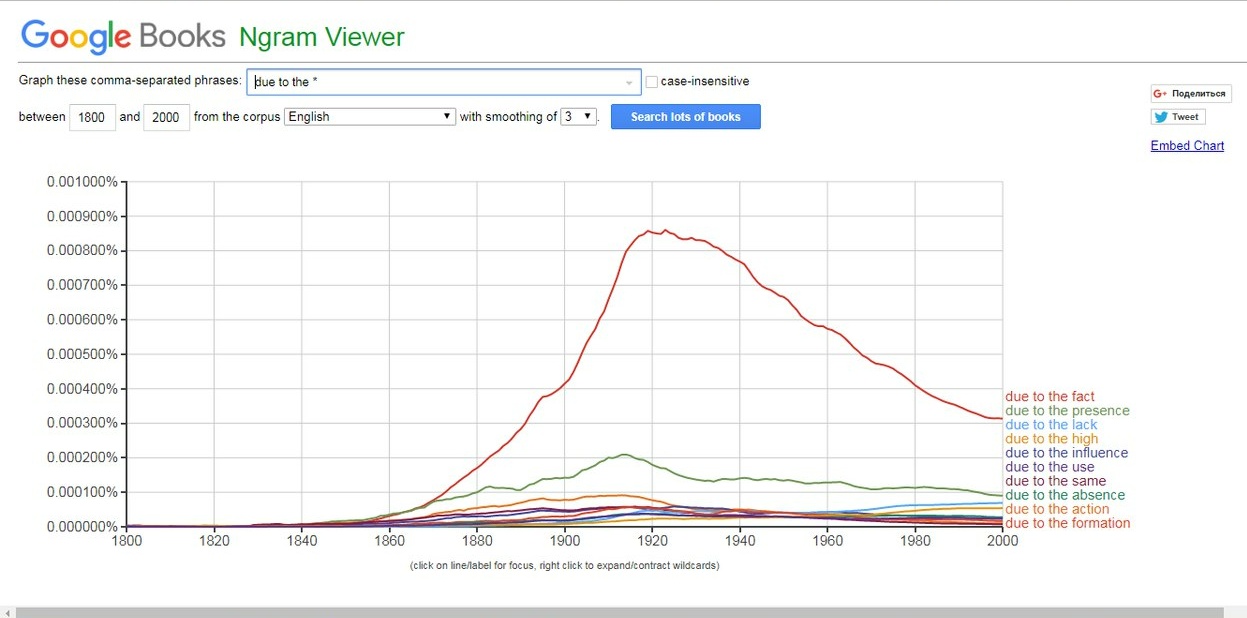 Google Books Ngram Viewer
Graph these comma-separated phrases: due to the * case-insensitive
between 1800 and 2000 from the corpus English with smoothing of 3 . Search lots of books
G+ Поделиться
Tweet
Embed Chart
0.001000%
0.000900%
0.000800%
0.000700%
0.000600%
0.000500%
0.000400%
0.000300%
0.000200%
0.000100%
0.000000%
1800 1820 1840 1860 1880 1900 1920 1940 1960 1980 2000
due to the fact
due to the presence
due to the lack
due to the high
due to the influence
due to the use
due to the same
due to the absence
due to the action
due to the formation
(click on line/label for focus, right click to expand/contract wildcards)